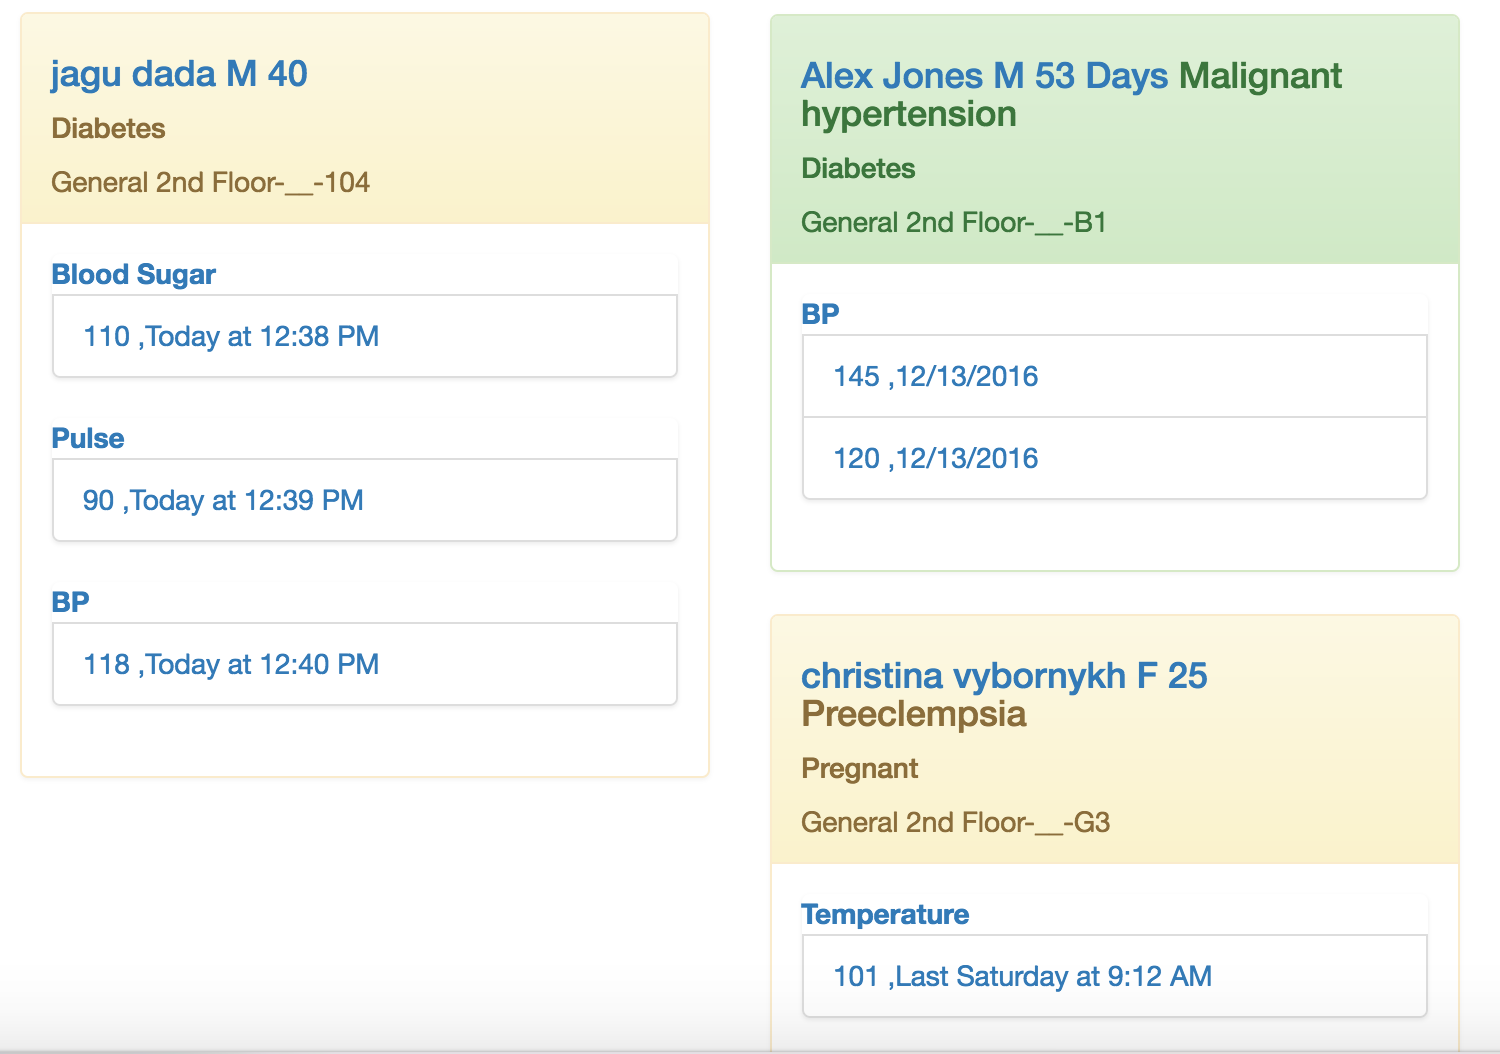 jagu dada M 40
Diabetes
General 2nd Floor-__-104
Blood Sugar
110 ,Today at 12:38 PM
Pulse
90 ,Today at 12:39 PM
BP
118 ,Today at 12:40 PM
Alex Jones M 53 Days Malignant
hypertension
Diabetes
General 2nd Floor-__-B1
BP
145 ,12/13/2016
120 ,12/13/2016
christina vybornykh F 25
Preeclempsia
Pregnant
General 2nd Floor-__-G3
Temperature
101 ,Last Saturday at 9:12 AM